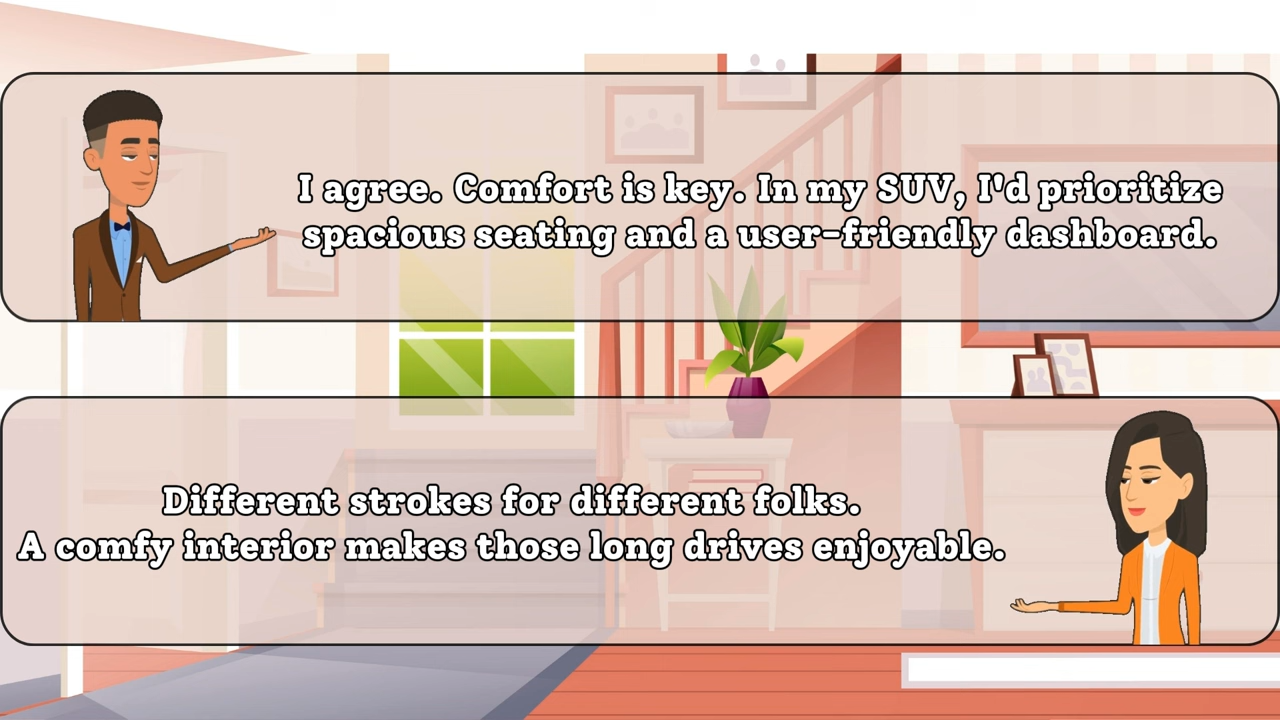 I agree. Comfort is key. In my SUV, I'd prioritize
spacious seating and a user-friendly dashboard.
Different strokes for different folks.
A comfy interior makes those long drives enjoyable.